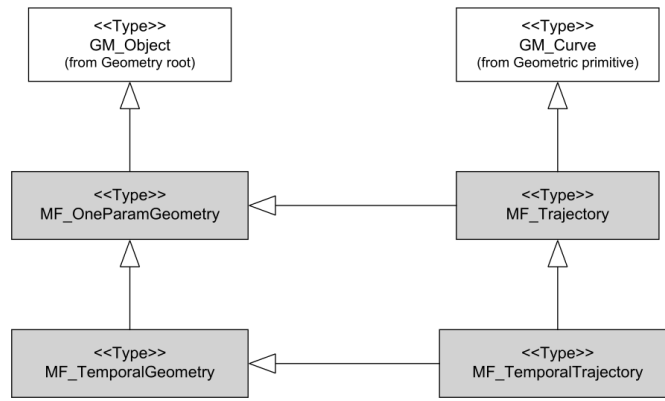 <<Type>>
GM_Object
(from Geometry root)
<<Type>>
GM_Curve
(from Geometric primitive)
<<Type>>
MF_OneParamGeometry
<<Type>>
MF_Trajectory
<<Type>>
MF_TemporalGeometry
<<Type>>
MF_TemporalTrajectory